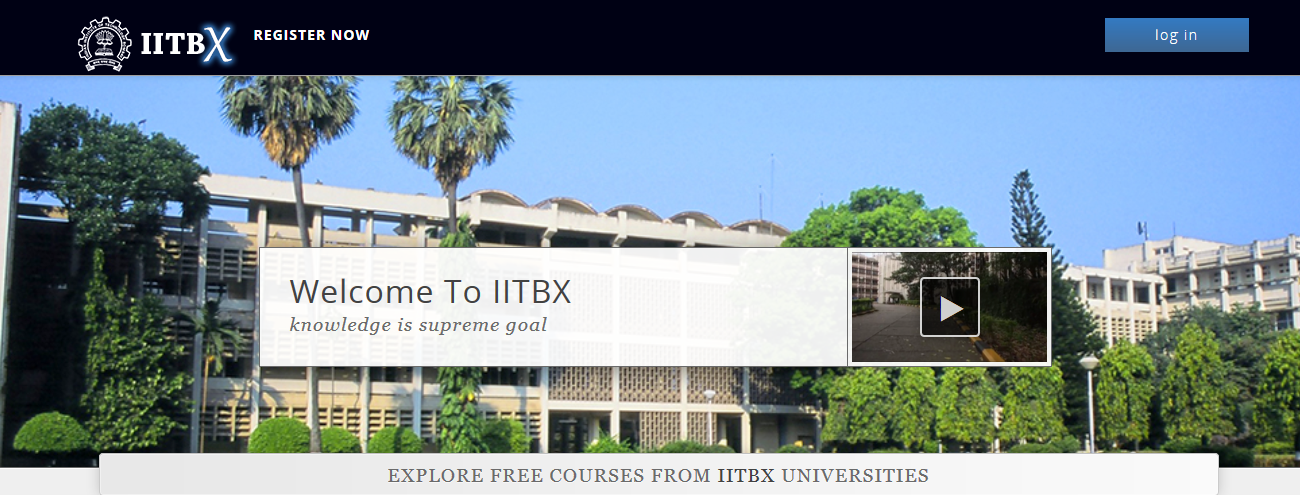 IITBX
REGISTER NOW
log in
Welcome To IITBX
knowledge is supreme goal
EXPLORE FREE COURSES FROM IITBX UNIVERSITIES